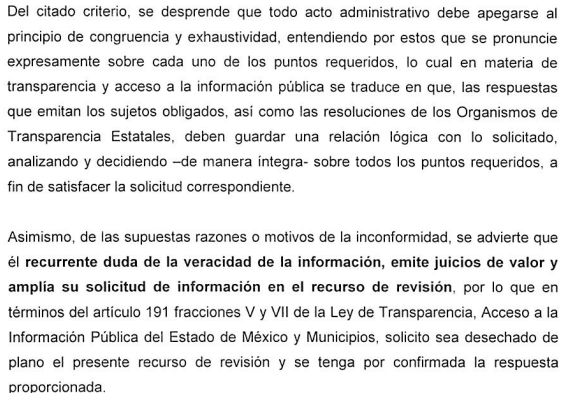 Del citado criterio, se desprende que todo acto administrativo debe apegarse al
principio de congruencia y exhaustividad, entendiendo por estos que se pronuncie
expresamente sobre cada uno de los puntos requeridos, lo cual en materia de
transparencia y acceso a la información pública se traduce en que, las respuestas
que emitan los sujetos obligados, así como las resoluciones de los Organismos de
Transparencia Estatales, deben guardar una relación lógica con lo solicitado,
analizando y decidiendo –de manera íntegra- sobre todos los puntos requeridos, a
fin de satisfacer la solicitud correspondiente.
Asimismo, de las supuestas razones o motivos de la inconformidad, se advierte que
él recurrente duda de la veracidad de la información, emite juicios de valor y
amplía su solicitud de información en el recurso de revisión, por lo que en
términos del artículo 191 fracciones V y VII de la Ley de Transparencia, Acceso a la
Información Pública del Estado de México y Municipios, solicito sea desechado de
plano el presente recurso de revisión y se tenga por confirmada la respuesta
proporcionada.